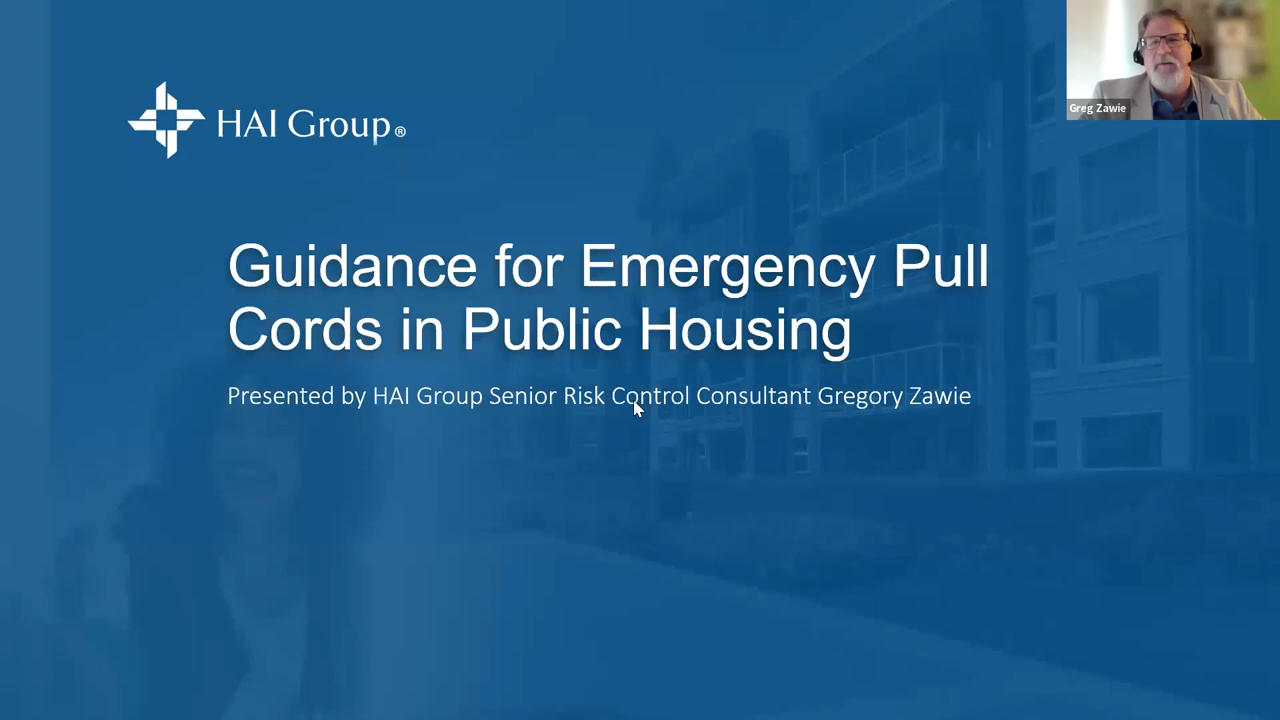 Greg Zawie
HAI Group®
Guidance for Emergency Pull
Cords in Public Housing
Presented by HAI Group Senior Risk Control Consultant Gregory Zawie